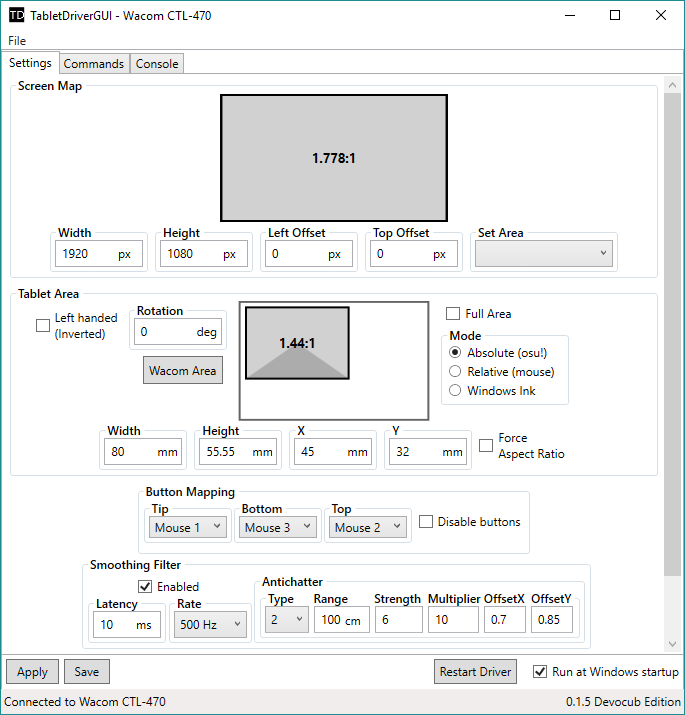 TD TabletDriverGUI - Wacom CTL-470
File
Settings Commands Console
Screen Map
1.778:1
Width Height Left Offset Top Offset Set Area
1920 px 1080 px 0 px 0 px
Tablet Area
Left handed
(Inverted)
Rotation
0 deg
Wacom Area
1.44:1
Full Area
Mode
Absolute (osu!)
Relative (mouse)
Windows Ink
Width Height X Y
80 mm 55.55 mm 45 mm 32 mm
Force
Aspect Ratio
Button Mapping
Tip Bottom Top
Mouse 1 Mouse 3 Mouse 2 Disable buttons
Smoothing Filter
Enabled
Latency Rate
10 ms 500 Hz
Antichatter
Type Range Strength Multiplier OffsetX OffsetY
2 100 cm 6 10 0.7 0.85
Apply Save Restart Driver Run at Windows startup
Connected to Wacom CTL-470 0.1.5 Devocub Edition